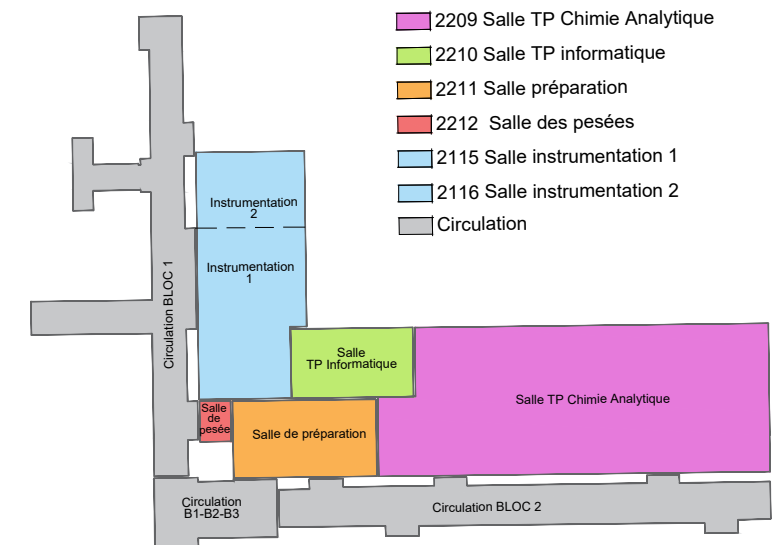 2209 Salle TP Chimie Analytique
2210 Salle TP informatique
2211 Salle préparation
2212 Salle des pesées
2115 Salle instrumentation 1
2116 Salle instrumentation 2
Circulation
Instrumentation
2
Instrumentation
1
Circulation BLOC 1
Salle
TP Informatique
Salle TP Chimie Analytique
Salle
de
pesée
Salle de préparation
Circulation
B1-B2-B3
Circulation BLOC 2